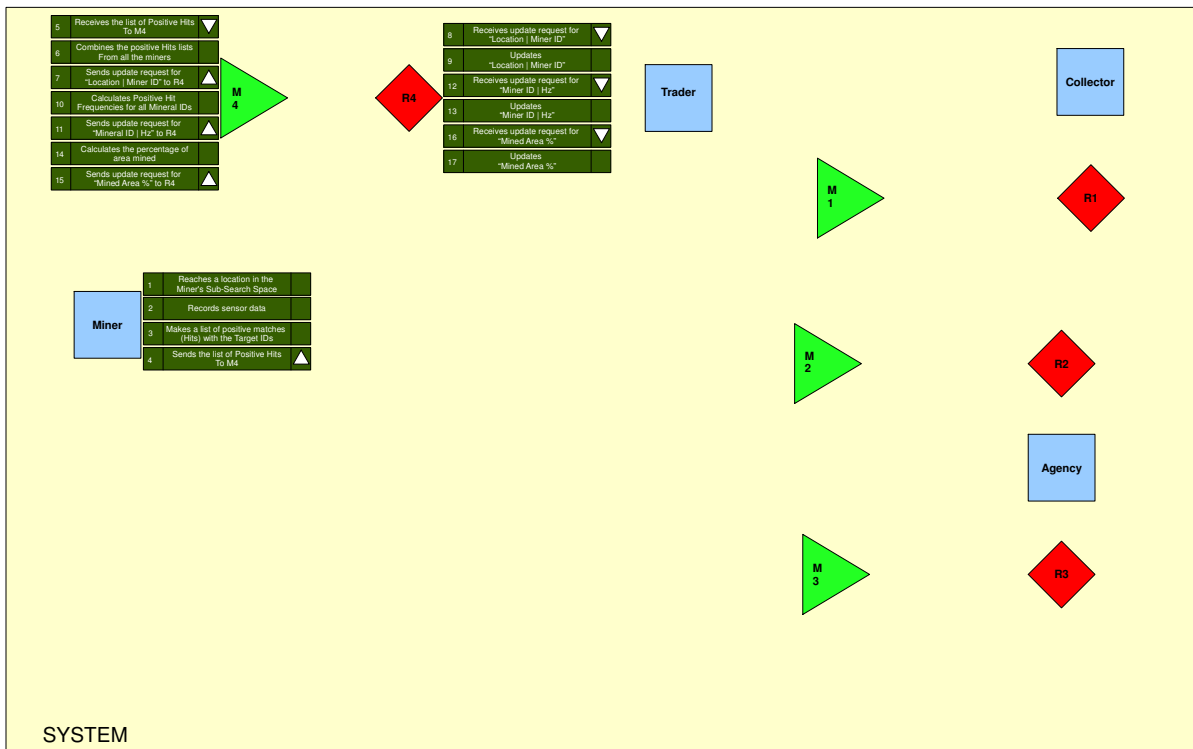 5 Receives the list of Positive Hits
To M4
6 Combines the positive Hits lists
From all the miners
7 Sends update request for
"Location | Miner ID" to R4
10 Calculates Positive Hit
Frequencies for all Mineral IDs
11 Sends update request for
"Mineral ID | Hz" to R4
14 Calculates the percentage of
area mined
15 Sends update request for
"Mined Area %" to R4
M
4
R4
8 Receives update request for
"Location | Miner ID"
9 Updates
"Location | Miner ID"
12 Receives update request for
"Miner ID | Hz"
13 Updates
"Miner ID | Hz"
16 Receives update request for
"Mined Area %"
17 Updates
"Mined Area %"
Trader
Collector
M
1
R1
Miner
1 Reaches a location in the
Miner's Sub-Search Space
2 Records sensor data
3 Makes a list of positive matches
(Hits) with the Target IDs
4 Sends the list of Positive Hits
To M4
M
2
R2
Agency
M
3
R3
SYSTEM